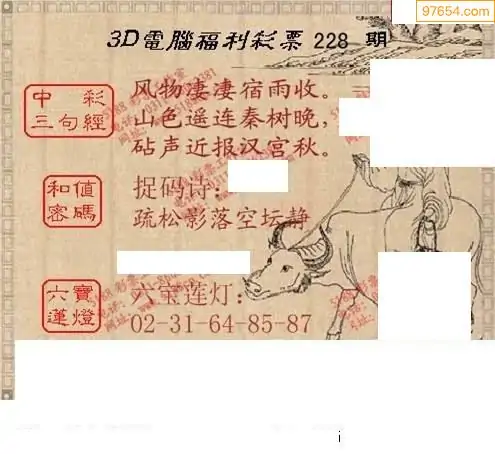 97654.com
3D電腦福利彩票 228 期
中彩
三句經
风物凄凄宿雨收。
山色遥连秦树晚,
砧声近报汉宫秋。
和值
密碼
捉码诗:
疏松影落空坛静
六寶
蓮燈
六宝莲灯:
02-31-64-85-87
i